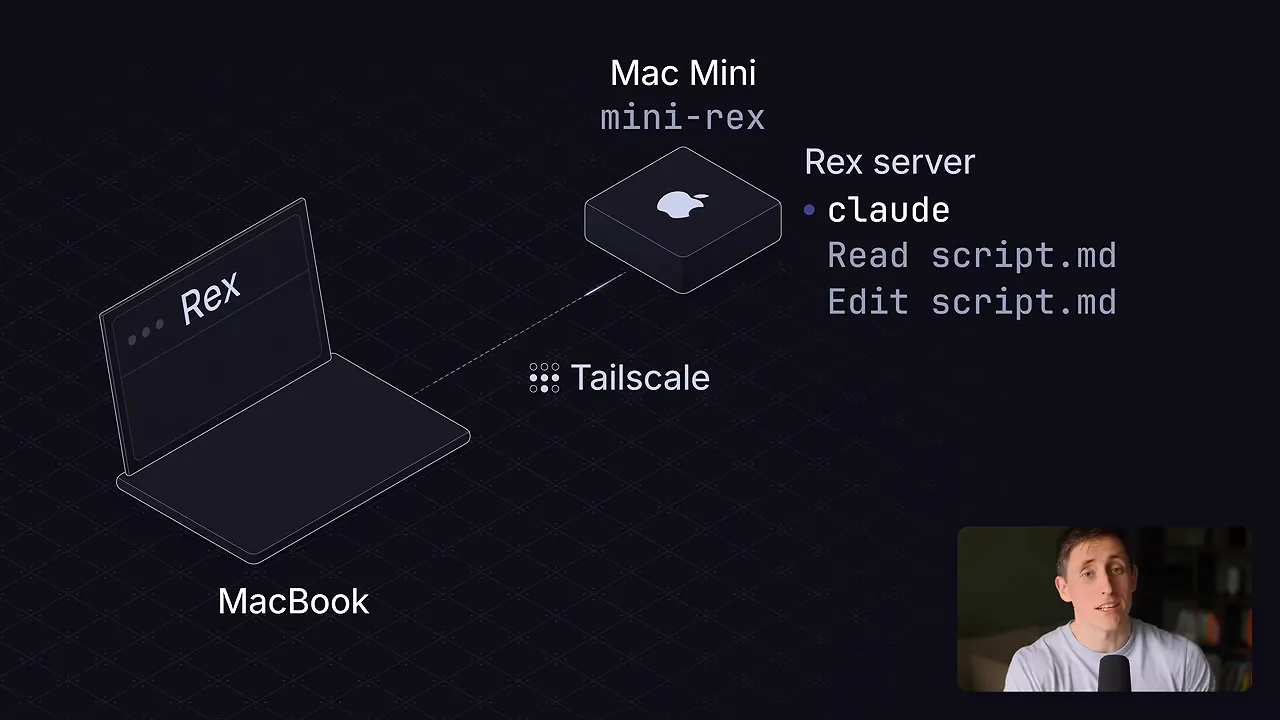 Mac Mini
mini-rex
Rex server
claude
Read script.md
Edit script.md
Rex
Tailscale
MacBook